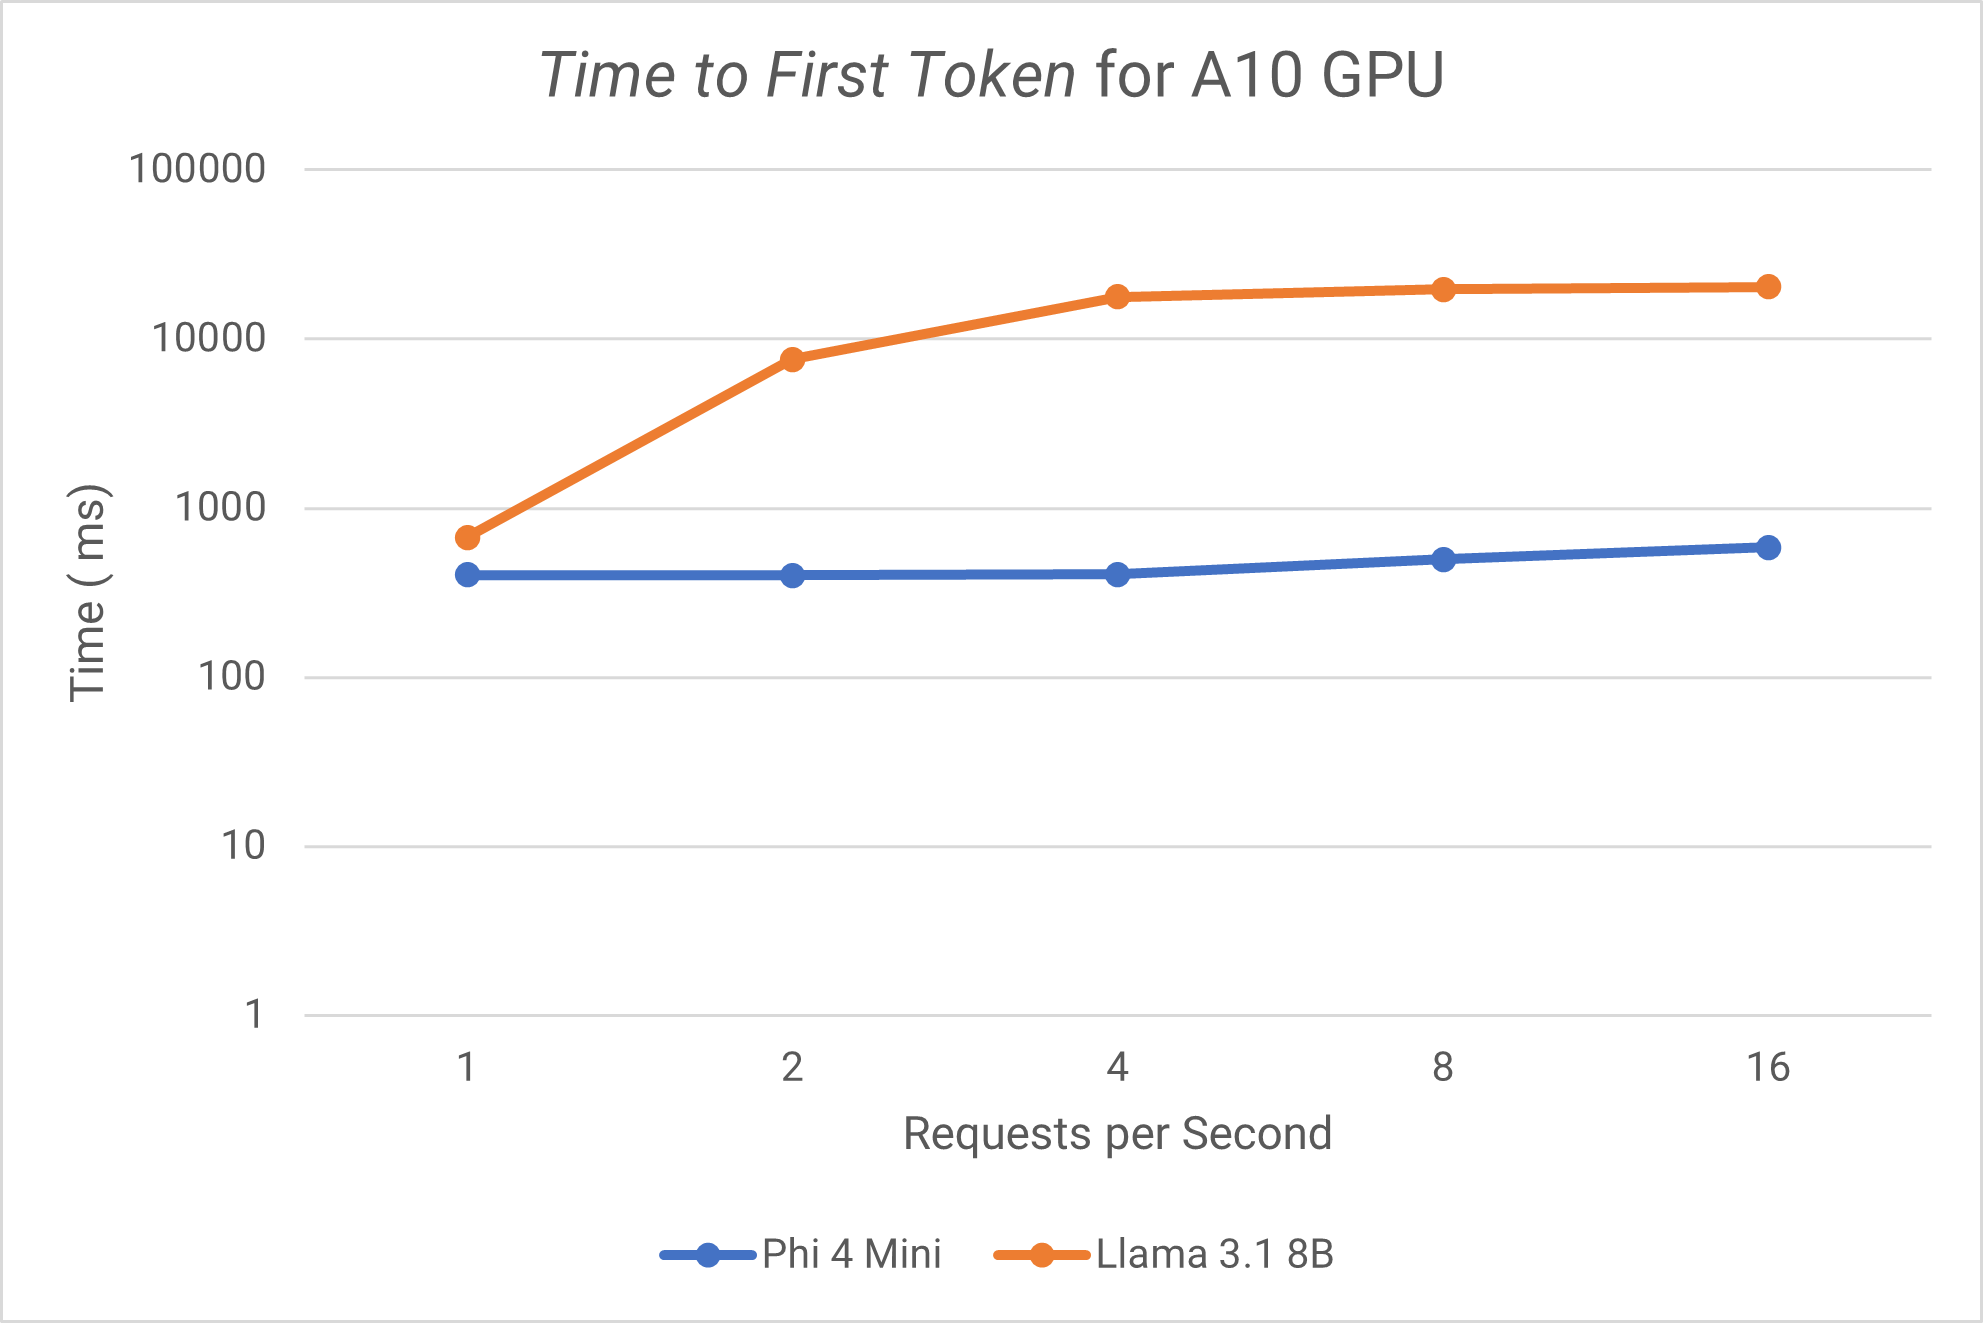 Time to First Token for A10 GPU
100000
10000
1000
100
10
1
Time ( ms)
1 2 4 8 16
Requests per Second
Phi 4 Mini Llama 3.1 8B